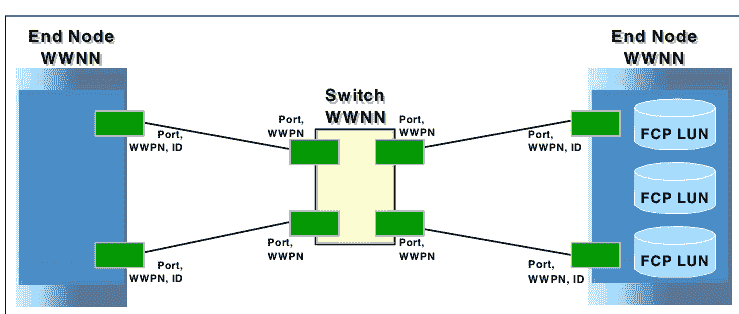 End Node
WWNN
End Node
WWNN
Switch
WWNN
Port,
WWPN
Port,
WWPN
Port,
WWPN, ID
Port,
WWPN, ID
FCP LUN
FCP LUN
Port,
WWPN
Port,
WWPN
Port,
WWPN, ID
Port,
WWPN, ID
FCP LUN